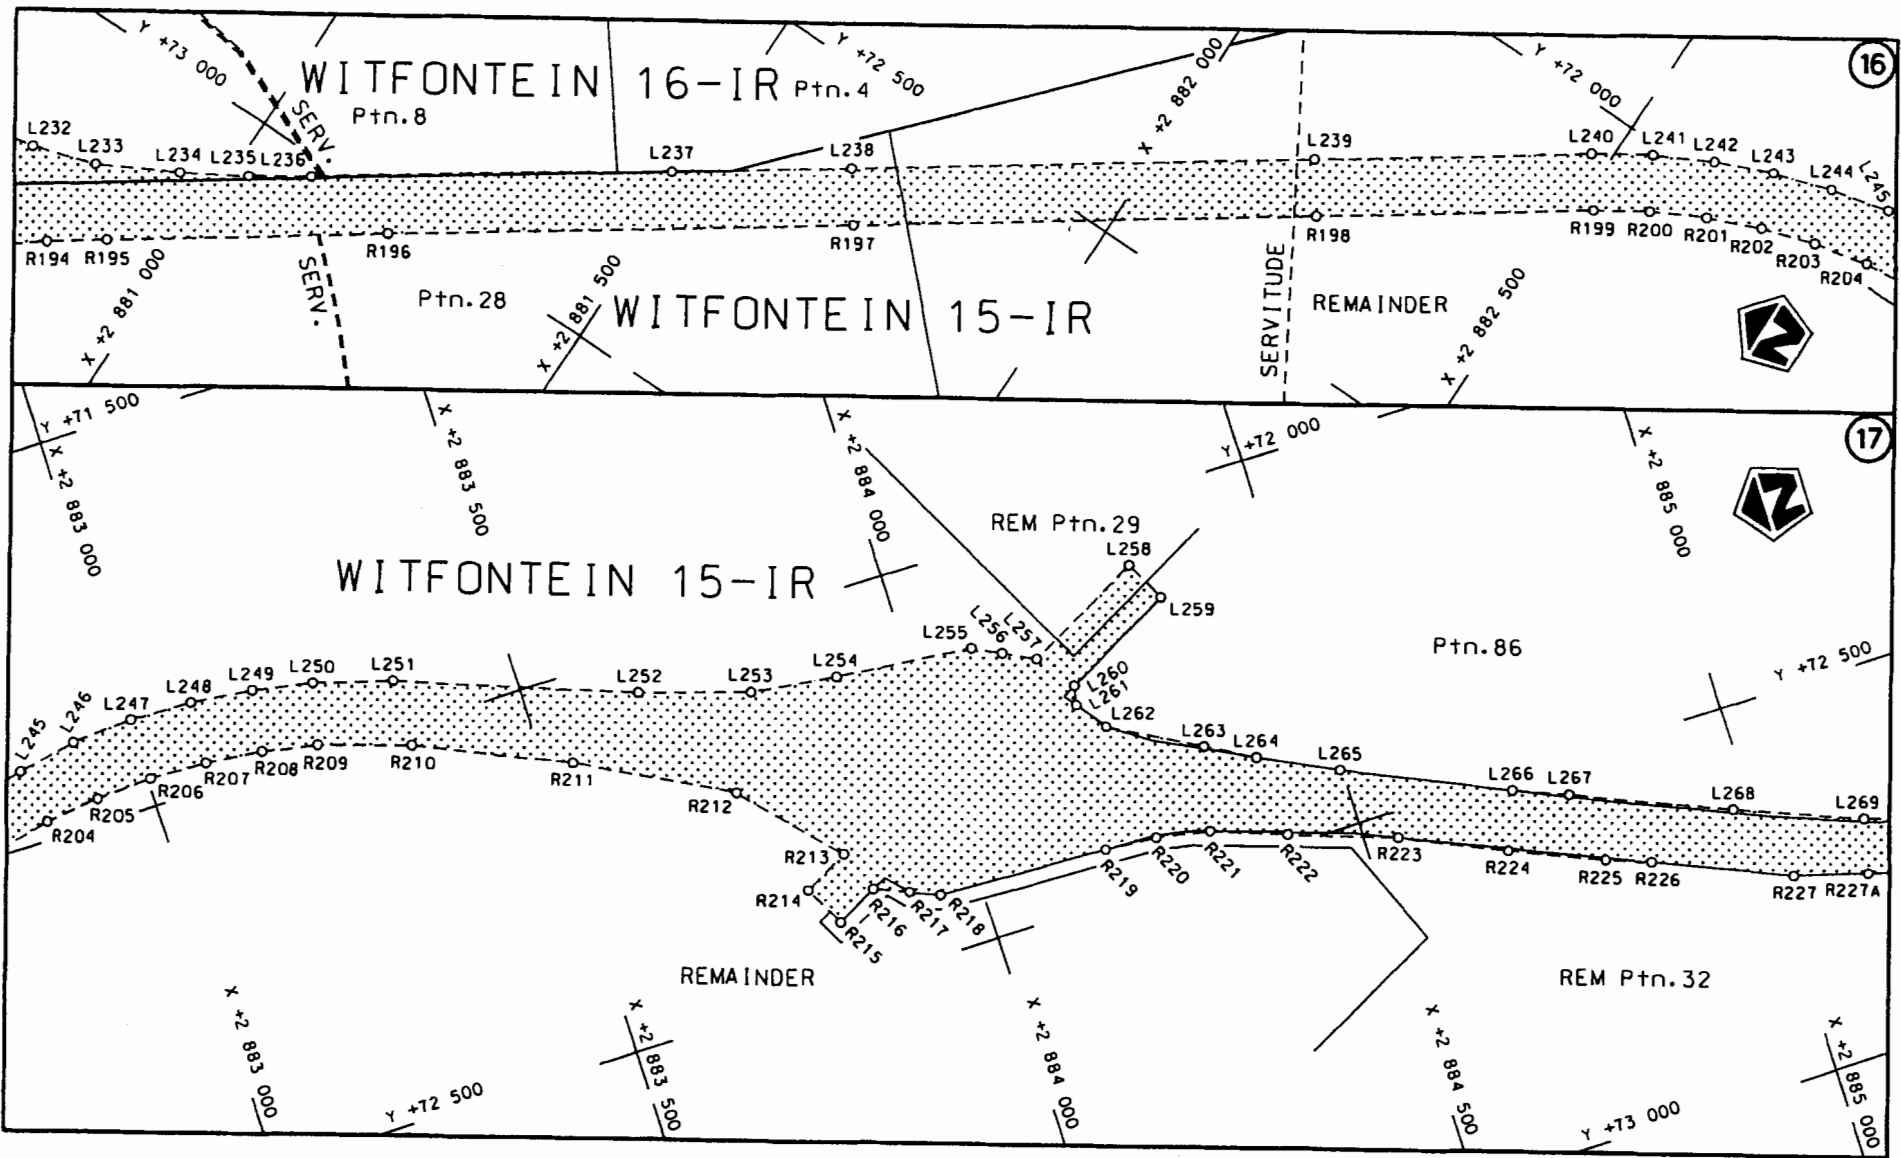 16
Y +73 000
WITFONTEIN 16-IR
Ptn.4
Y +72 500
X +2 882 000
Y +72 000
Ptn.8
SERV.
L232
L233
L234
L235
L236
L237
L238
L239
L240
L241
L242
L243
L244
L245
R194
R195
R196
R197
R198
R199
R200
R201
R202
R203
R204
X +2 881 000
SERV.
Ptn.28
X +2 881 500
WITFONTEIN 15-IR
SERVITUDE
REMAINDER
X +2 882 500
N
17
Y +71 500
X +2 883 000
X +2 883 500
X +2 884 000
Y +72 000
X +2 885 000
N
REM Ptn.29
WITFONTEIN 15-IR
L258
L259
Ptn.86
Y +72 500
L245
L246
L247
L248
L249
L250
L251
L252
L253
L254
L255
L256
L257
L260
L261
L262
L263
L264
L265
L266
L267
L268
L269
R204
R205
R206
R207
R208
R209
R210
R211
R212
R213
R214
R215
R216
R217
R218
R219
R220
R221
R222
R223
R224
R225
R226
R227
R227A
REMAINDER
REM Ptn.32
X +2 883 000
Y +72 500
X +2 883 500
X +2 884 000
X +2 884 500
Y +73 000
X +2 885 000